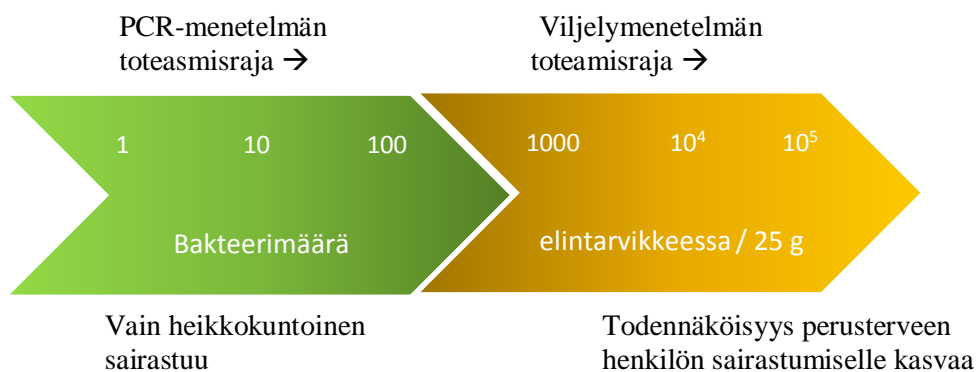 PCR-menetelmän
toteasmisraja →
Viljelymenetelmän
toteamisraja →
1 10 100 1000 10⁴ 10⁵
Bakteerimäärä elintarvikkeessa / 25 g
Vain heikkokuntoinen
sairastuu
Todennäköisyys perusterveen
henkilön sairastumiselle kasvaa